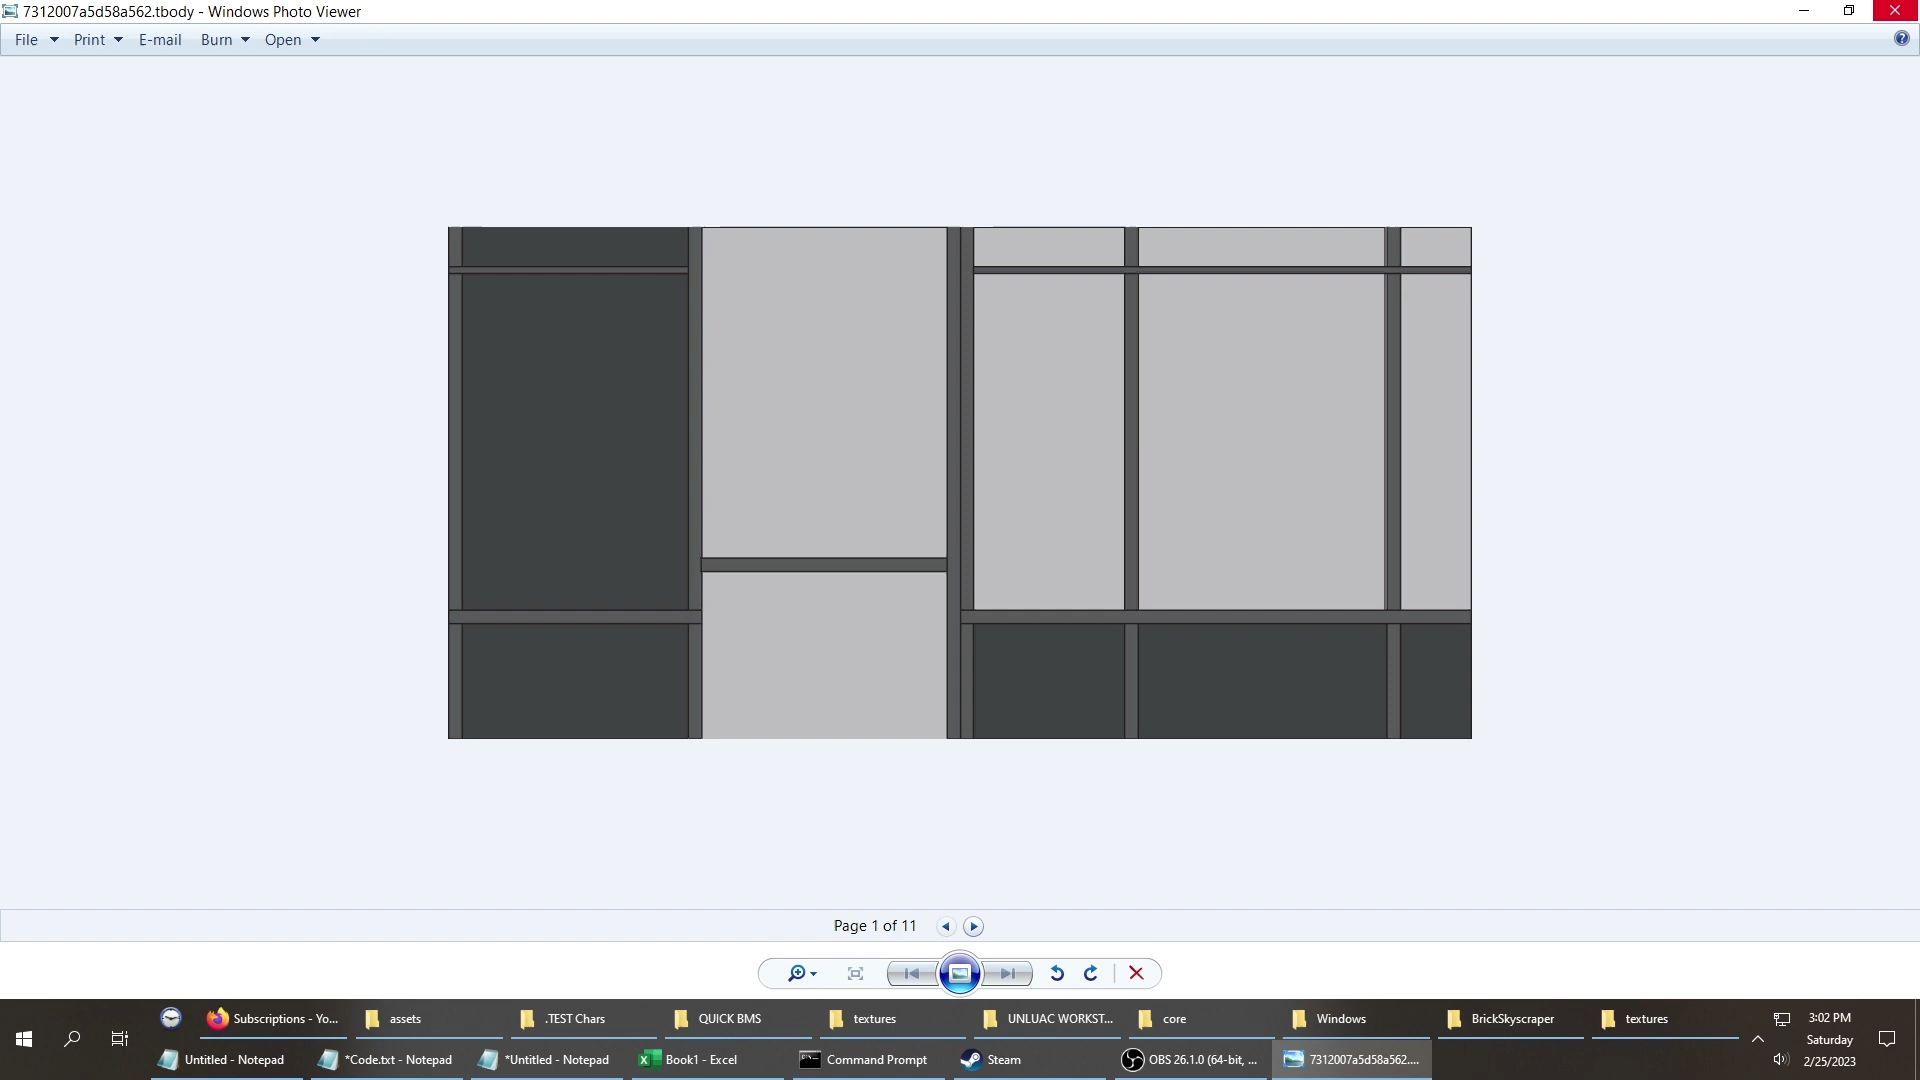 7312007a5d58a562.tbody - Windows Photo Viewer
File Print E-mail Burn Open
Page 1 of 11
Subscriptions - Yo... assets .TEST Chars QUICK BMS textures UNLUAC WORKST... core Windows BrickSkyscraper textures 3:02 PM
Saturday
Untitled - Notepad *Code.txt - Notepad *Untitled - Notepad Book1 - Excel Command Prompt Steam OBS 26.1.0 (64-bit, ... 7312007a5d58a562.... 2/25/2023